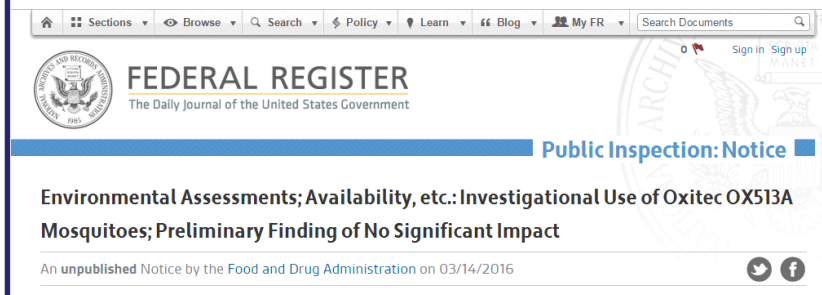 Sections Browse Search Policy Learn Blog My FR Search Documents
0 Sign in Sign up
FEDERAL REGISTER
The Daily Journal of the United States Government
Public Inspection: Notice
Environmental Assessments; Availability, etc.: Investigational Use of Oxitec OX513A
Mosquitoes; Preliminary Finding of No Significant Impact
An unpublished Notice by the Food and Drug Administration on 03/14/2016